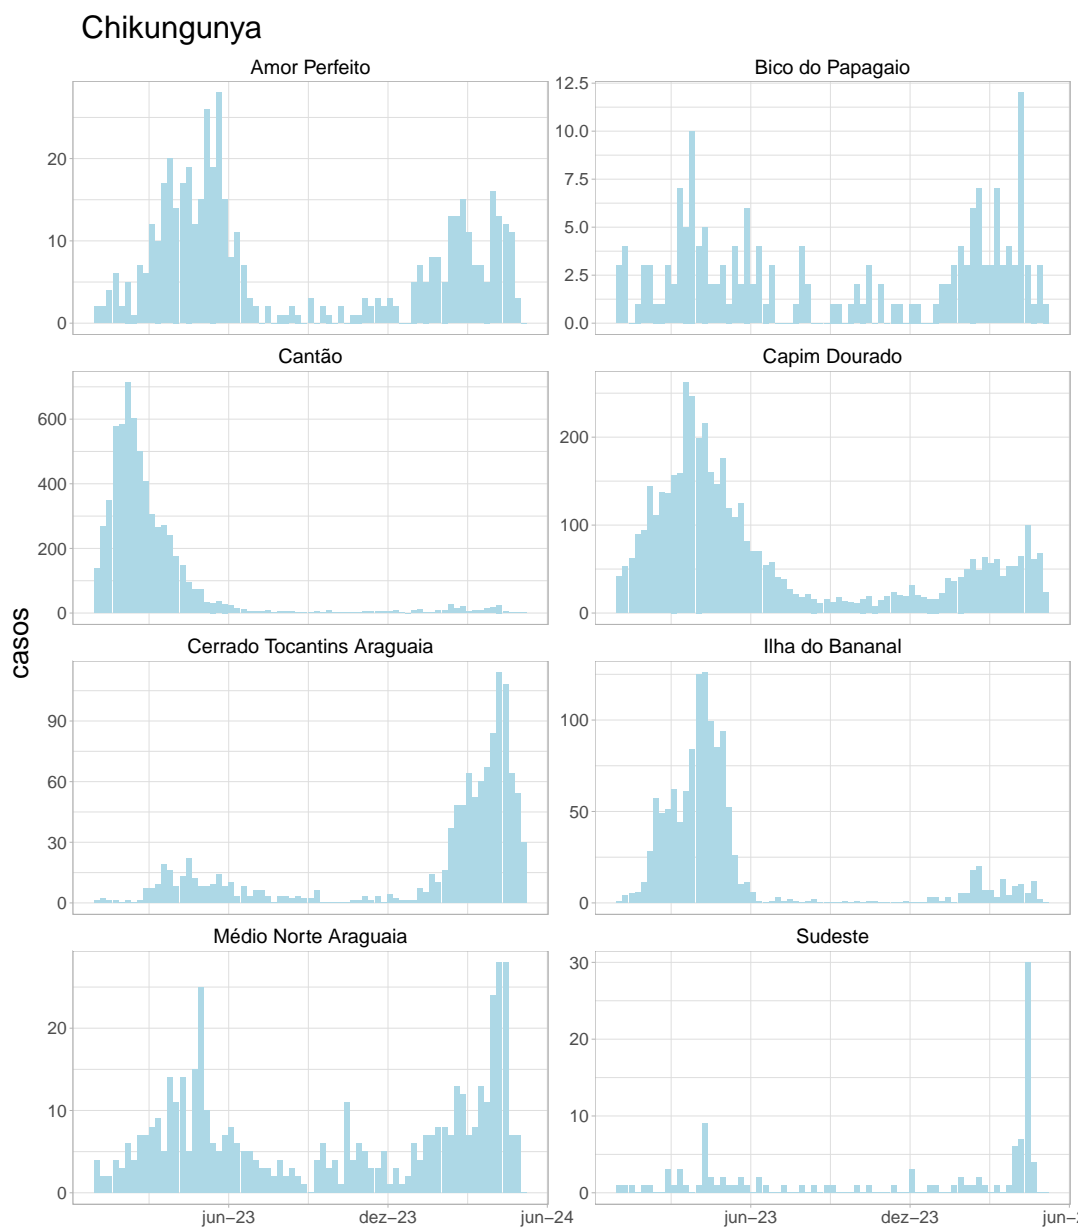 Chikungunya
Amor Perfeito
Bico do Papagaio
20
10
0
12.5
10.0
7.5
5.0
2.5
0.0
Cantão
Capim Dourado
600
400
200
0
200
100
0
casos
Cerrado Tocantins Araguaia
Ilha do Bananal
90
60
30
0
100
50
0
Médio Norte Araguaia
Sudeste
20
10
0
30
20
10
0
jun–23
dez–23
jun–24
jun–23
dez–23
jun–